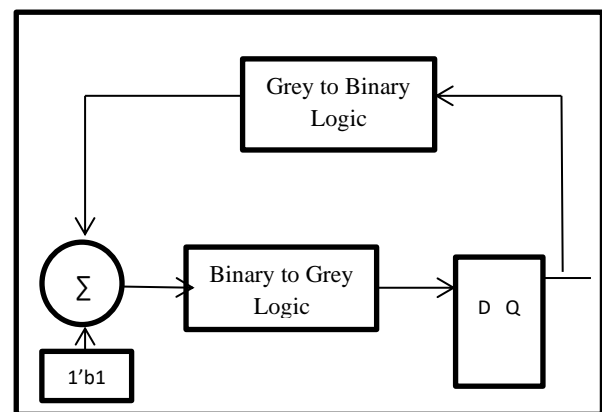 Grey to Binary
Logic
Σ
Binary to Grey
Logic
D Q
1’b1